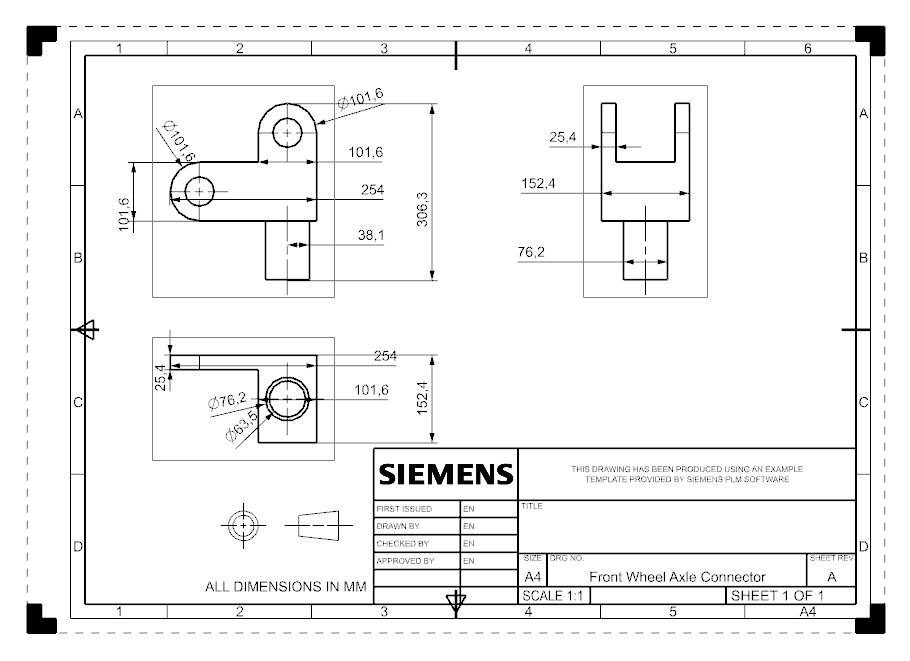 1 2 3 4 5 6
A A
Ø101,6
Ø101,6
101,6
25,4
254
152,4
101,6
306,3
38,1
76,2
B B
254
25,4
101,6
Ø76,2
152,4
Ø63,5
C C
SIEMENS
THIS DRAWING HAS BEEN PRODUCED USING AN EXAMPLE
TEMPLATE PROVIDED BY SIEMENS PLM SOFTWARE
FIRST ISSUED EN
TITLE
DRAWN BY EN
CHECKED BY EN
APPROVED BY EN
D D
SIZE DRG NO. SHEET REV
A4 Front Wheel Axle Connector A
ALL DIMENSIONS IN MM
SCALE 1:1 SHEET 1 OF 1
1 2 3 4 5 A4